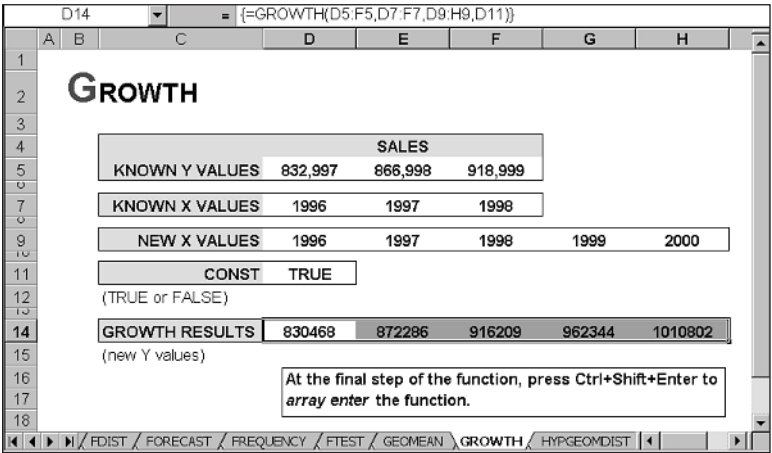 D14 = {=GROWTH(D5:F5,D7:F7,D9:H9,D11)}
A B C D E F G H
1
2 GROWTH
3
4 SALES
5 KNOWN Y VALUES 832,997 866,998 918,999
6
7 KNOWN X VALUES 1996 1997 1998
8
9 NEW X VALUES 1996 1997 1998 1999 2000
10
11 CONST TRUE
12 (TRUE or FALSE)
13
14 GROWTH RESULTS 830468 872286 916209 962344 1010802
15 (new Y values)
16 At the final step of the function, press Ctrl+Shift+Enter to
17 array enter the function.
18
FDIST FORECAST FREQUENCY FTEST GEOMEAN GROWTH HYPGEOMDIST